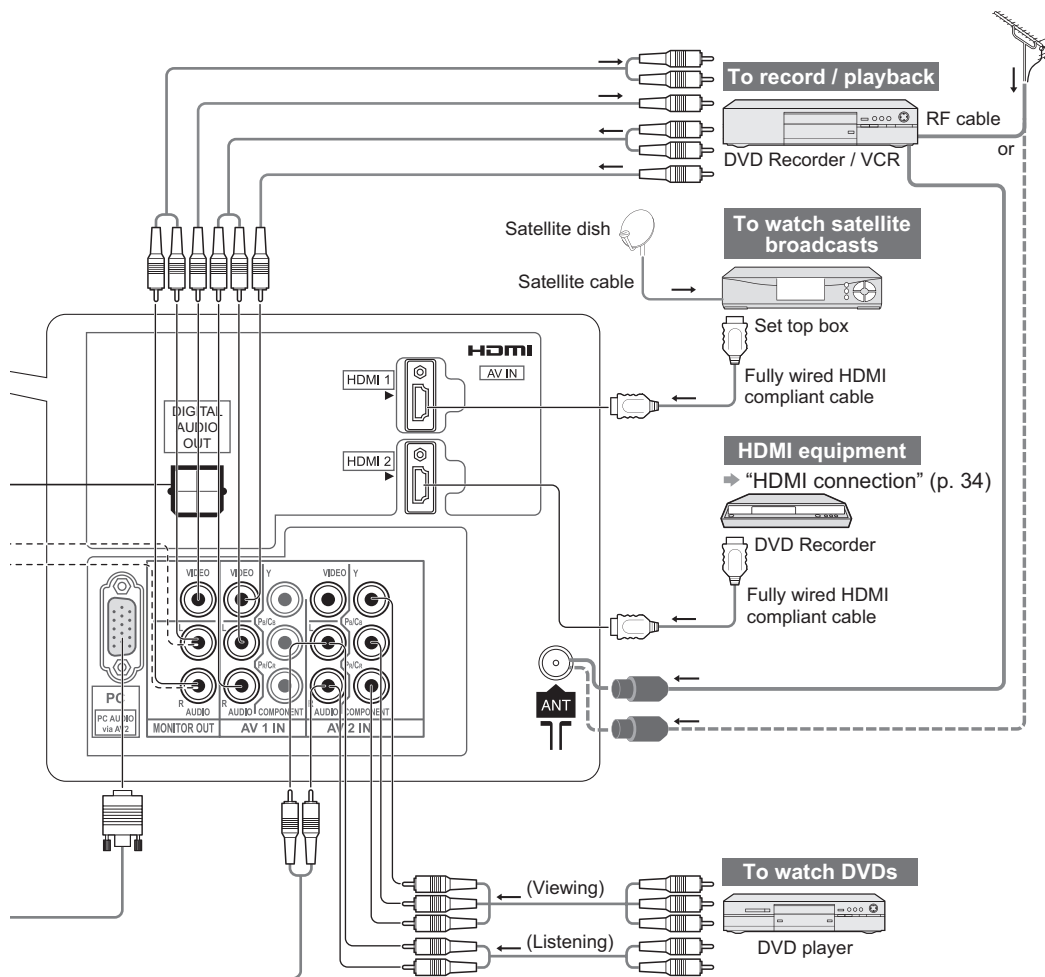 To record / playback
RF cable
or
DVD Recorder / VCR
Satellite dish
To watch satellite
broadcasts
Satellite cable
Set top box
HDMI
AV IN
HDMI 1
Fully wired HDMI
compliant cable
DIGITAL
AUDIO
OUT
HDMI 2
HDMI equipment
"HDMI connection" (p. 34)
DVD Recorder
Fully wired HDMI
compliant cable
VIDEO
VIDEO
Y
VIDEO
Y
L
L
PB/CB
L
PB/CB
PR/CR
PR/CR
R
AUDIO
R
AUDIO
COMPONENT
R
AUDIO
COMPONENT
PC
PC AUDIO
via AV2
MONITOR OUT
AV 1 IN
AV 2 IN
ANT
To watch DVDs
(Viewing)
(Listening)
DVD player